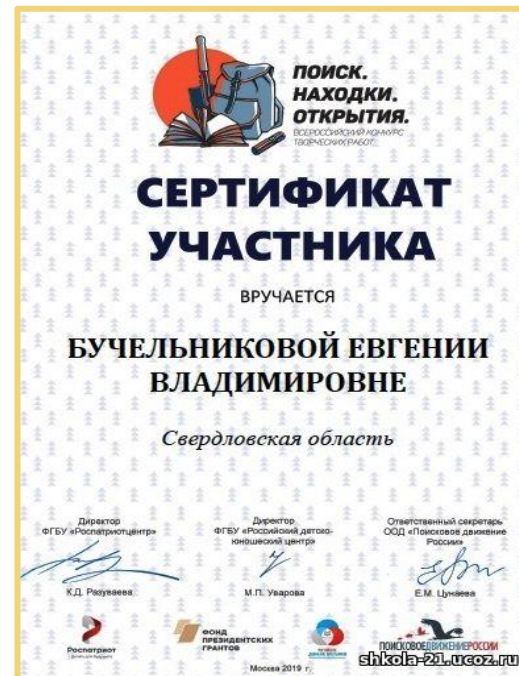 ПОИСК.
НАХОДКИ.
ОТКРЫТИЯ.
ВСЕРОССИЙСКИЙ КОНКУРС
ТВОРЧЕСКИХ РАБОТ
СЕРТИФИКАТ
УЧАСТНИКА
ВРУЧАЕТСЯ
БУЧЕЛЬНИКОВОЙ ЕВГЕНИИ
ВЛАДИМИРОВНЕ
Свердловская область
Директор
ФГБУ «Роспатриотцентр»
К.Д. Разуваева
Директор
ФГБУ «Российский детско-
юношеский центр»
М.П. Уварова
Ответственный секретарь
ООД «Поисковое движение
России»
Е.М. Цунаева
Роспатриот
ФОНД
ПРЕЗИДЕНТСКИХ
ГРАНТОВ
ПОИСКОВОЕДВИЖЕНИЕРОССИИ
Москва 2019 г.
shkola-21.ucoz.ru